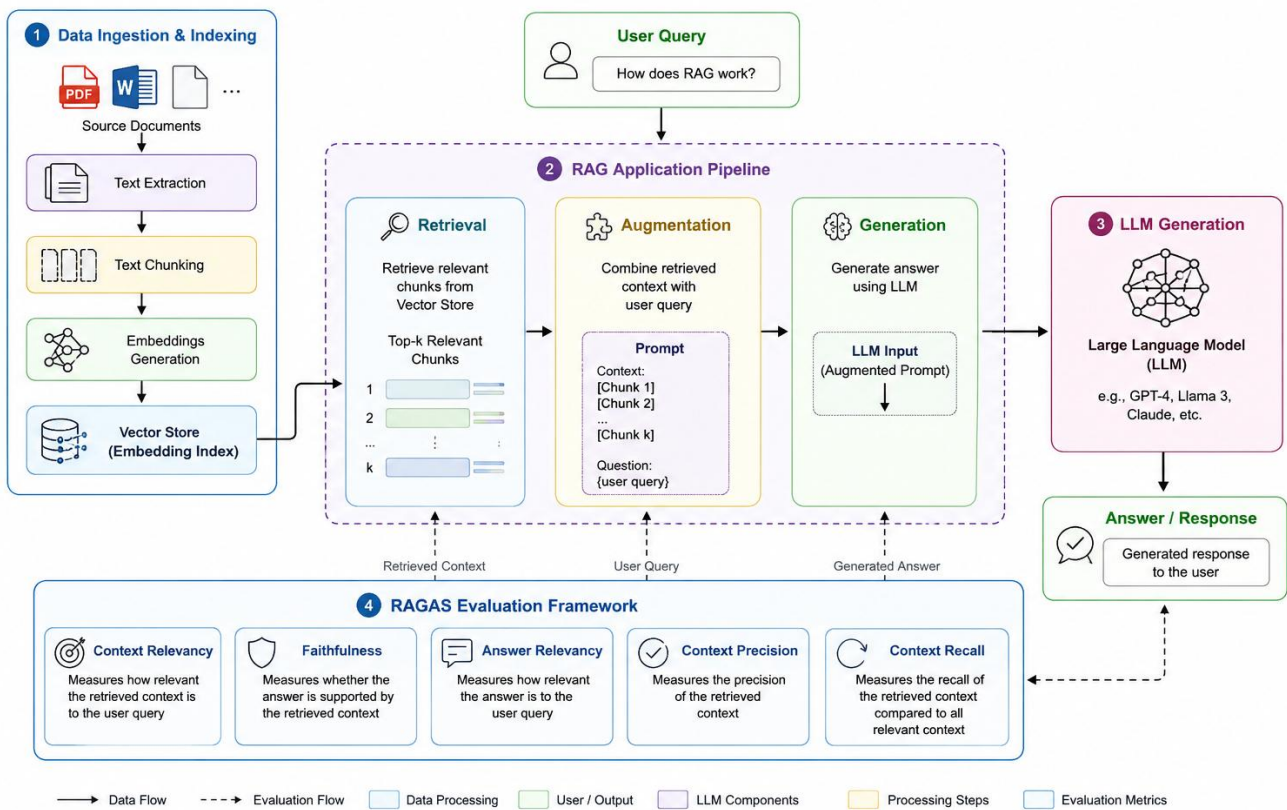 1 Data Ingestion & Indexing
PDF
W
...
Source Documents
Text Extraction
Text Chunking
Embeddings
Generation
Vector Store
(Embedding Index)
User Query
How does RAG work?
2 RAG Application Pipeline
Retrieval
Retrieve relevant
chunks from
Vector Store
Top-k Relevant
Chunks
1
2
... ⋮ ⋮
k
Augmentation
Combine retrieved
context with
user query
Prompt
Context:
[Chunk 1]
[Chunk 2]
...
[Chunk k]
Question:
{user query}
Generation
Generate answer
using LLM
LLM Input
(Augmented Prompt)
3 LLM Generation
Large Language Model
(LLM)
e.g., GPT-4, Llama 3,
Claude, etc.
Answer / Response
Generated response
to the user
Retrieved Context
User Query
Generated Answer
4 RAGAS Evaluation Framework
Context Relevancy
Measures how relevant
the retrieved context is
to the user query
Faithfulness
Measures whether the
answer is supported by
the retrieved context
Answer Relevancy
Measures how relevant
the answer is to the
user query
Context Precision
Measures the precision
of the retrieved
context
Context Recall
Measures the recall of
the retrieved context
compared to all
relevant context
Data Flow
Evaluation Flow
Data Processing
User / Output
LLM Components
Processing Steps
Evaluation Metrics